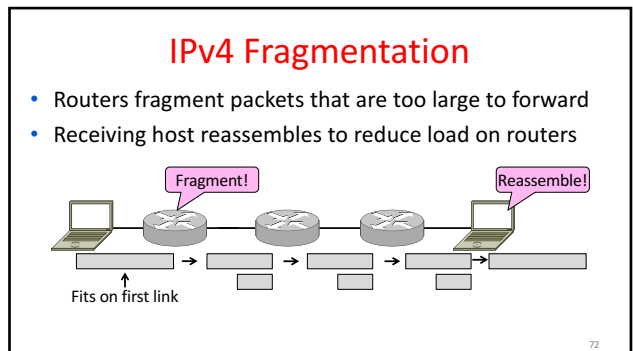 IPv4 Fragmentation
• Routers fragment packets that are too large to forward
• Receiving host reassembles to reduce load on routers
Fragment!
Reassemble!
Fits on first link
72